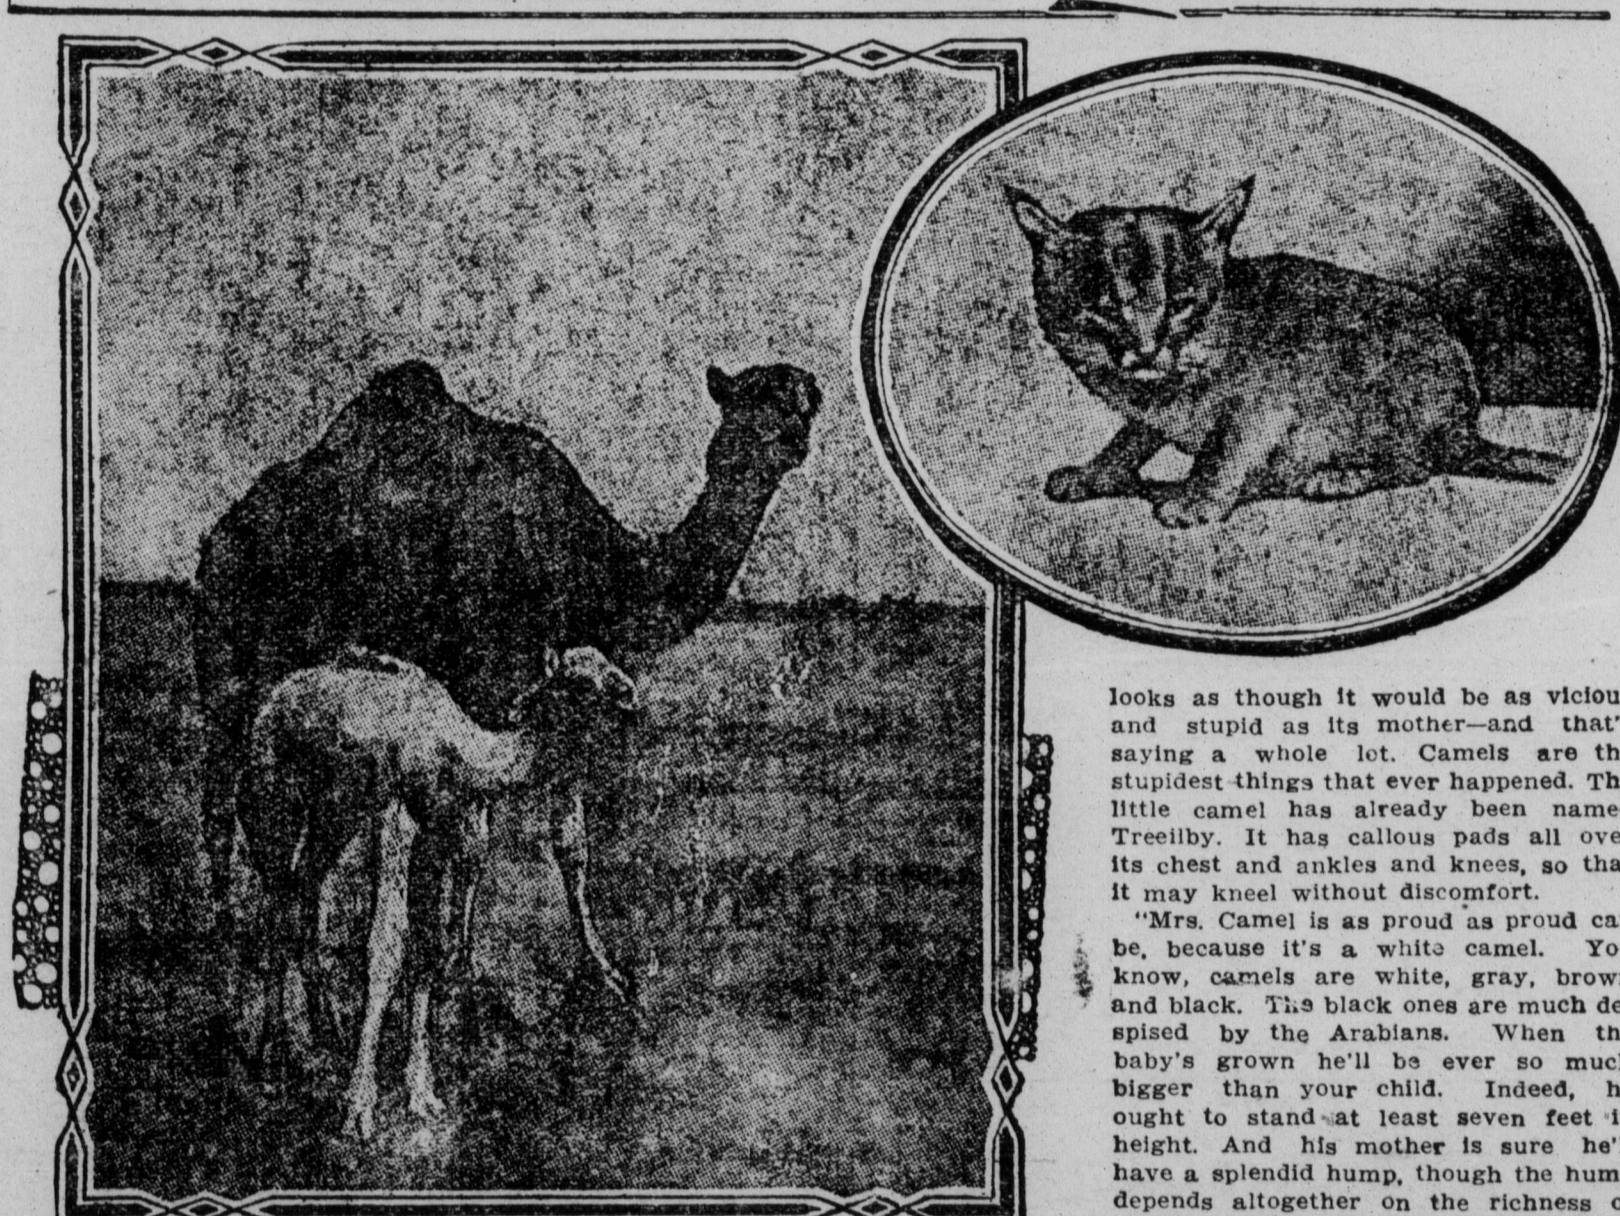 looks as though it would be as viciou
and stupid as its mother—and that'
saying a whole lot. Camels are th
stupidest things that ever happened. Th
little camel has already been name
Treeilby. It has callous pads all ove
its chest and ankles and knees, so tha
it may kneel without discomfort.
"Mrs. Camel is as proud as proud ca
be, because it's a white camel. Yo
know, camels are white, gray, brow
and black. The black ones are much de
spised by the Arabians. When th
baby's grown he'll be ever so muc
bigger than your child. Indeed, h
ought to stand at least seven feet i
height. And his mother is sure he'
have a splendid hump, though the hum
depends altogether on the richness o